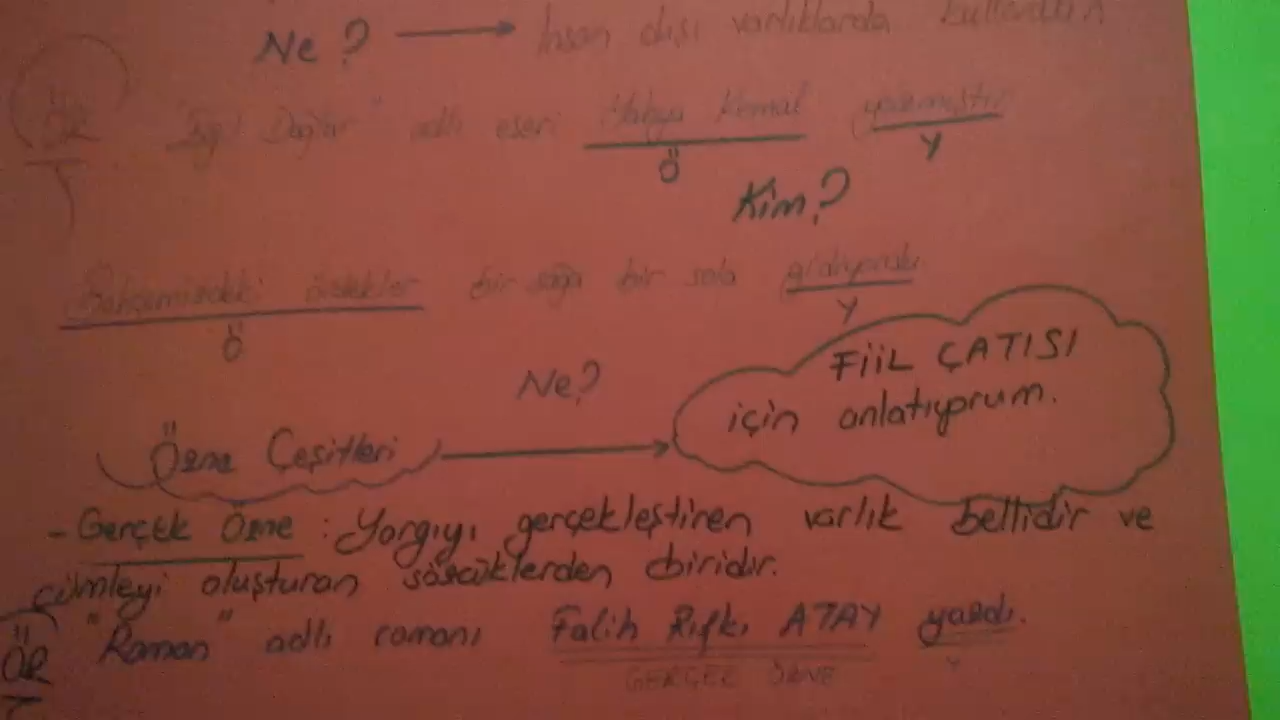 Ne ? → İnsan dışı varlıklarda kullanılır
ÖR "Eğil Dağlar" adlı eseri Yahya Kemal yazmıştır
Ö Y
Kim?
Bahçemizdeki bir sağa bir sola gidiyordu
Ö Y
Ne?
FİİL ÇATISI
için anlatıyorum.
Özne Çeşitleri →
- Gerçek Özne : Yargıyı gerçekleştiren varlık bellidir ve
cümleyi oluşturan sözcüklerden biridir.
ÖR "Roman" adlı romanı Falih Rıfkı ATAY yazdı.
GERÇEK ÖZNE Y